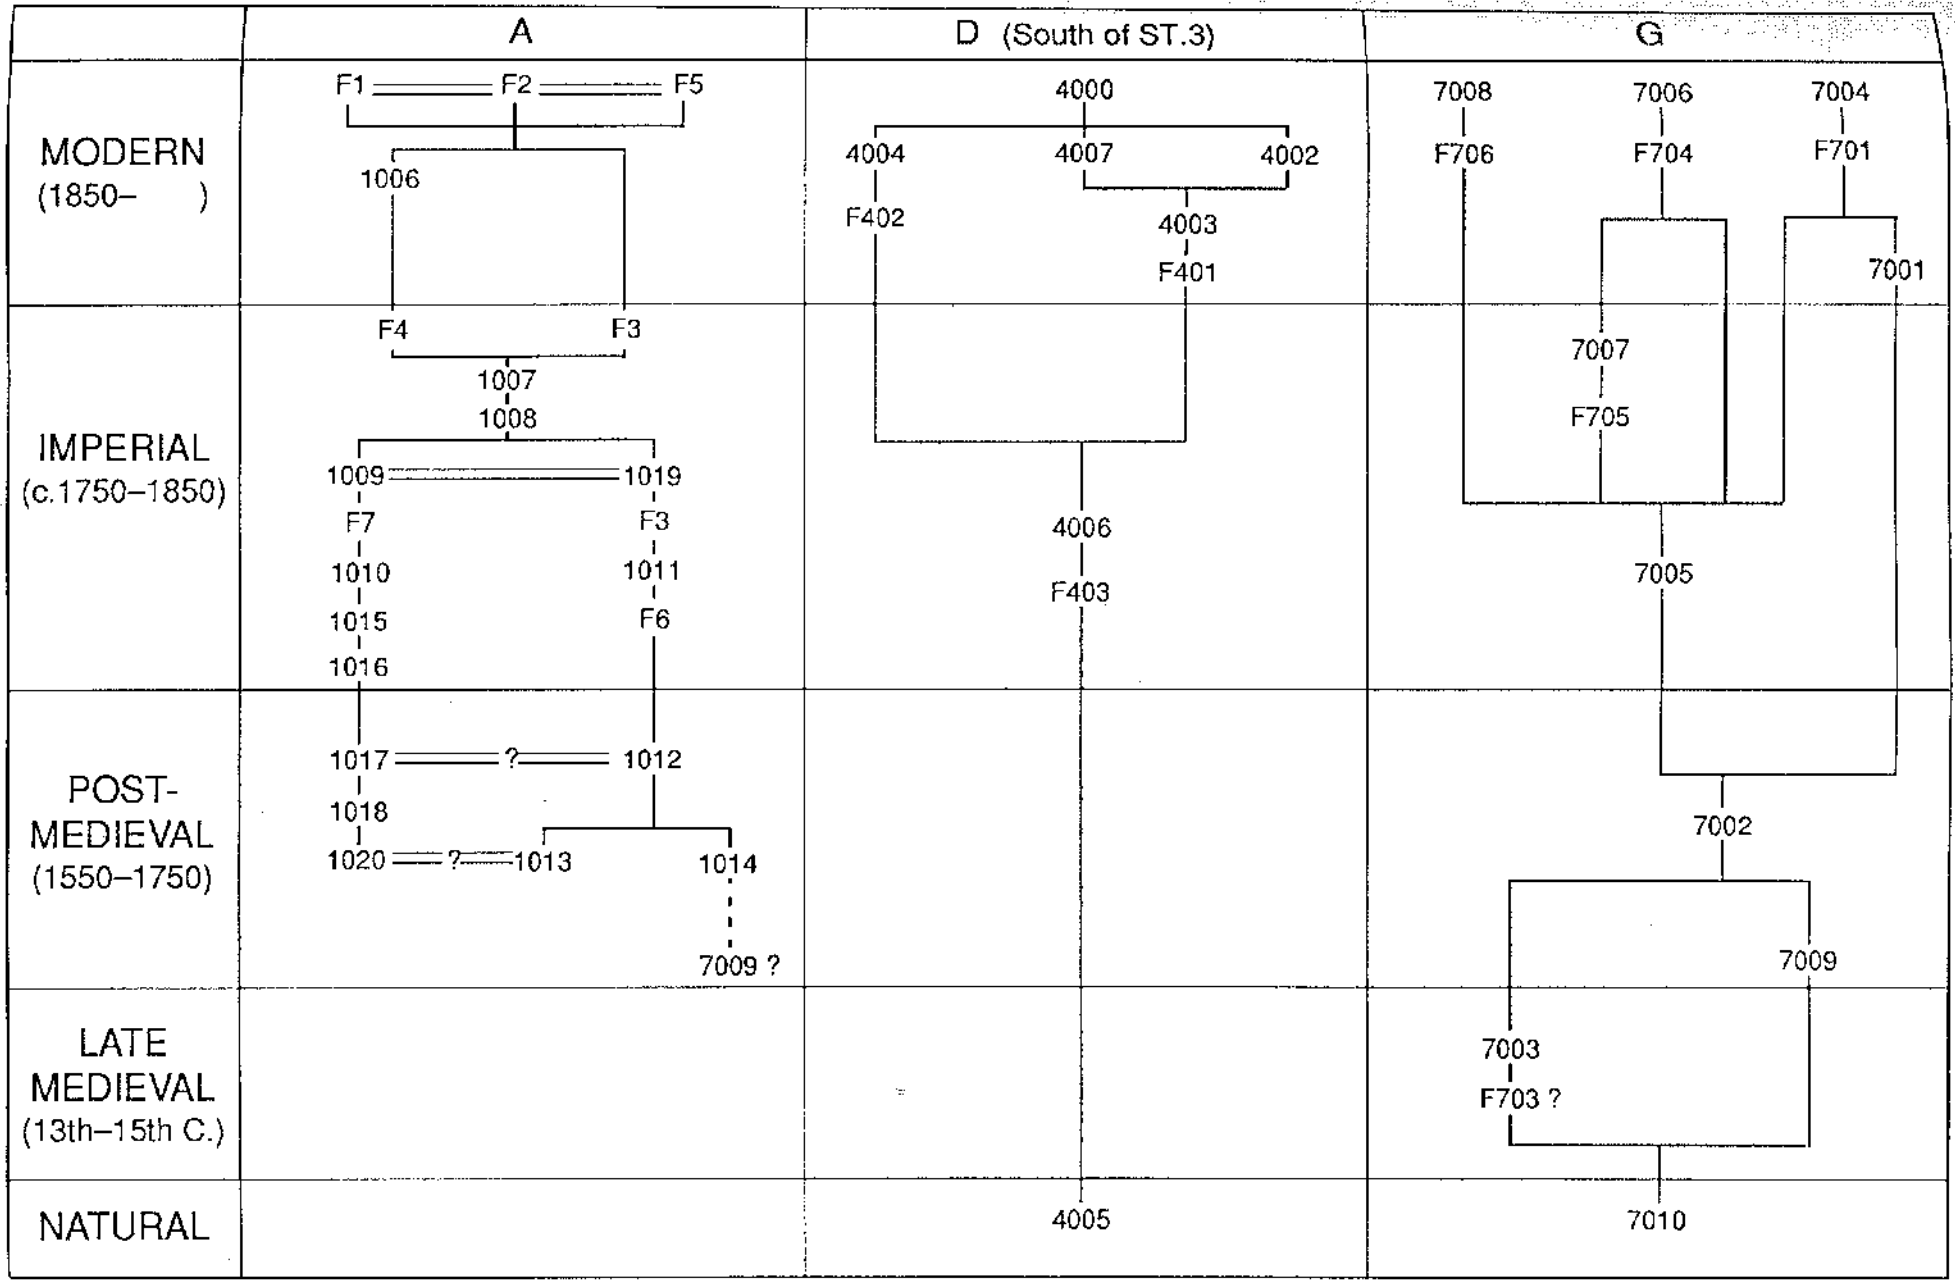 A D (South of ST.3) G
MODERN
(1850– )
F1 F2 F5
1006
4000
4004 4007 4002
F402 4003
F401
7008 7006 7004
F706 F704 F701
7001
IMPERIAL
(c.1750–1850)
F4 F3
1007
1008
1009 1019
F7 F3
1010 1011
1015 F6
1016
4006
F403
7007
F705
7005
POST-
MEDIEVAL
(1550–1750)
1017 ? 1012
1018
1020 ? 1013 1014
7009 ?
7002
7009
LATE
MEDIEVAL
(13th–15th C.)
7003
F703 ?
NATURAL
4005
7010